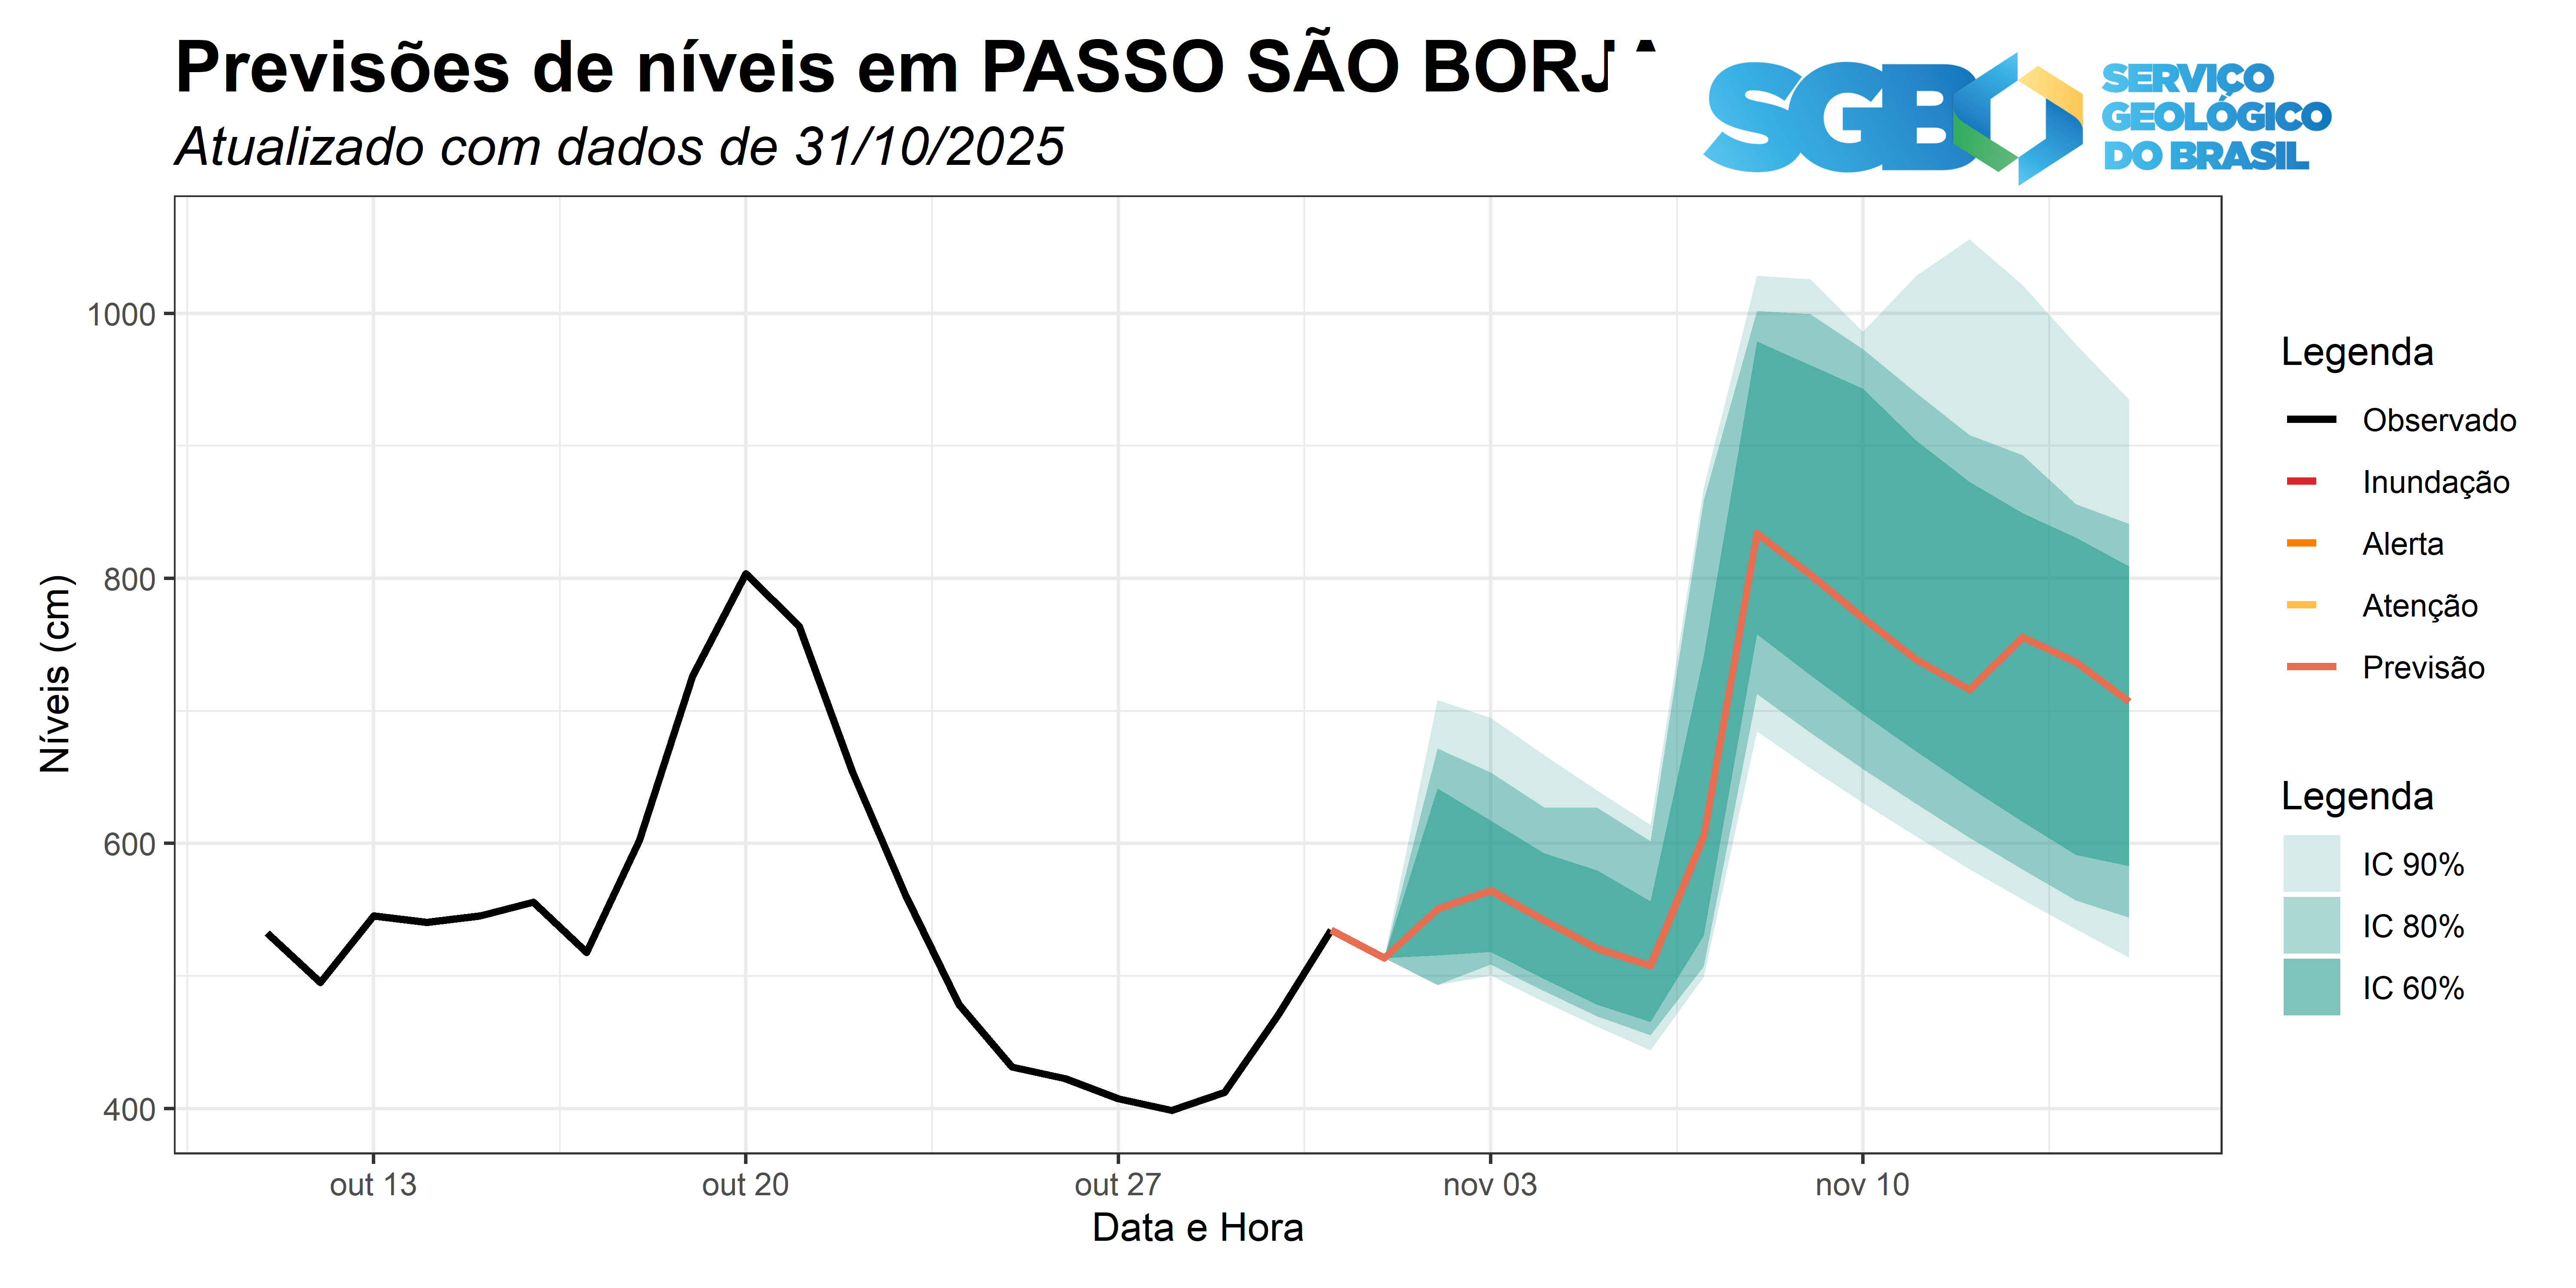 Previsões de níveis em PASSO SÃO
Atualizado com dados de 31/10/2025
SGB
SERVIÇO
GEOLÓGICO
DO BRASIL
Níveis (cm)
1000
800
600
400
out 13
out 20
out 27
nov 03
nov 10
Data e Hora
Legenda
Observado
Inundação
Alerta
Atenção
Previsão
Legenda
IC 90%
IC 80%
IC 60%